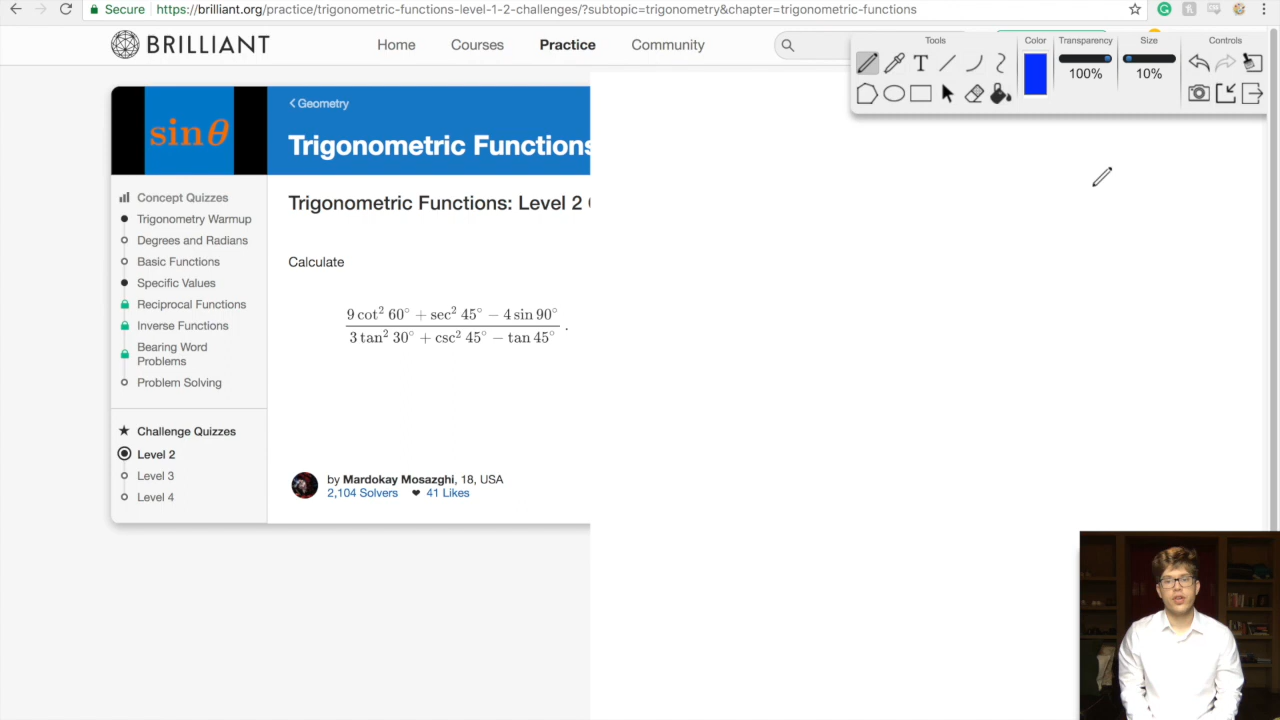 Secure https://brilliant.org/practice/trigonometric-functions-level-1-2-challenges/?subtopic=trigonometry&chapter=trigonometric-functions
BRILLIANT Home Courses Practice Community
Tools Color Transparency Size Controls
T
100% 10%
sin θ
Geometry
Trigonometric Functions
Concept Quizzes
Trigonometry Warmup
Degrees and Radians
Basic Functions
Specific Values
Reciprocal Functions
Inverse Functions
Bearing Word
Problems
Problem Solving
Challenge Quizzes
Level 2
Level 3
Level 4
Trigonometric Functions: Level 2
Calculate
9 cot² 60° + sec² 45° − 4 sin 90°
3 tan² 30° + csc² 45° − tan 45° .
by Mardokay Mosazghi, 18, USA
2,104 Solvers 41 Likes